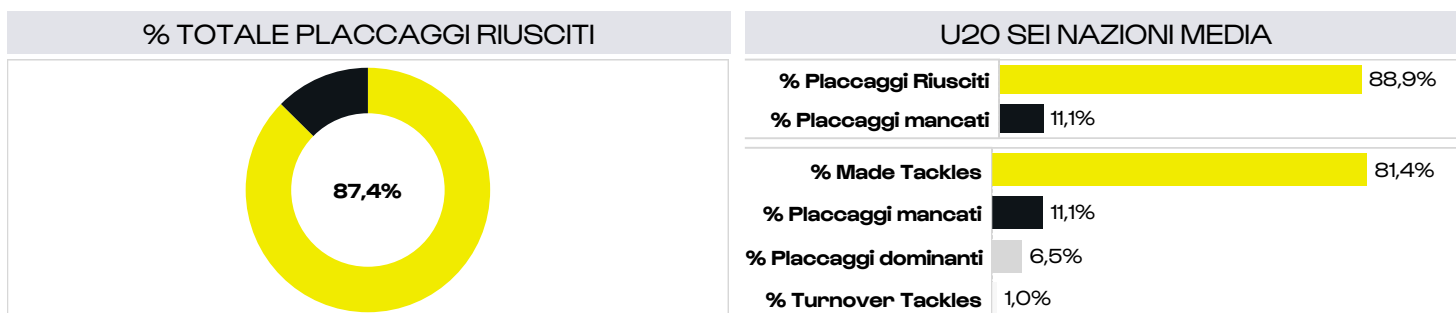 % TOTALE PLACCAGGI RIUSCITI
87,4%
U20 SEI NAZIONI MEDIA
% Placcaggi Riusciti 88,9%
% Placcaggi mancati 11,1%
% Made Tackles 81,4%
% Placcaggi mancati 11,1%
% Placcaggi dominanti 6,5%
% Turnover Tackles 1,0%